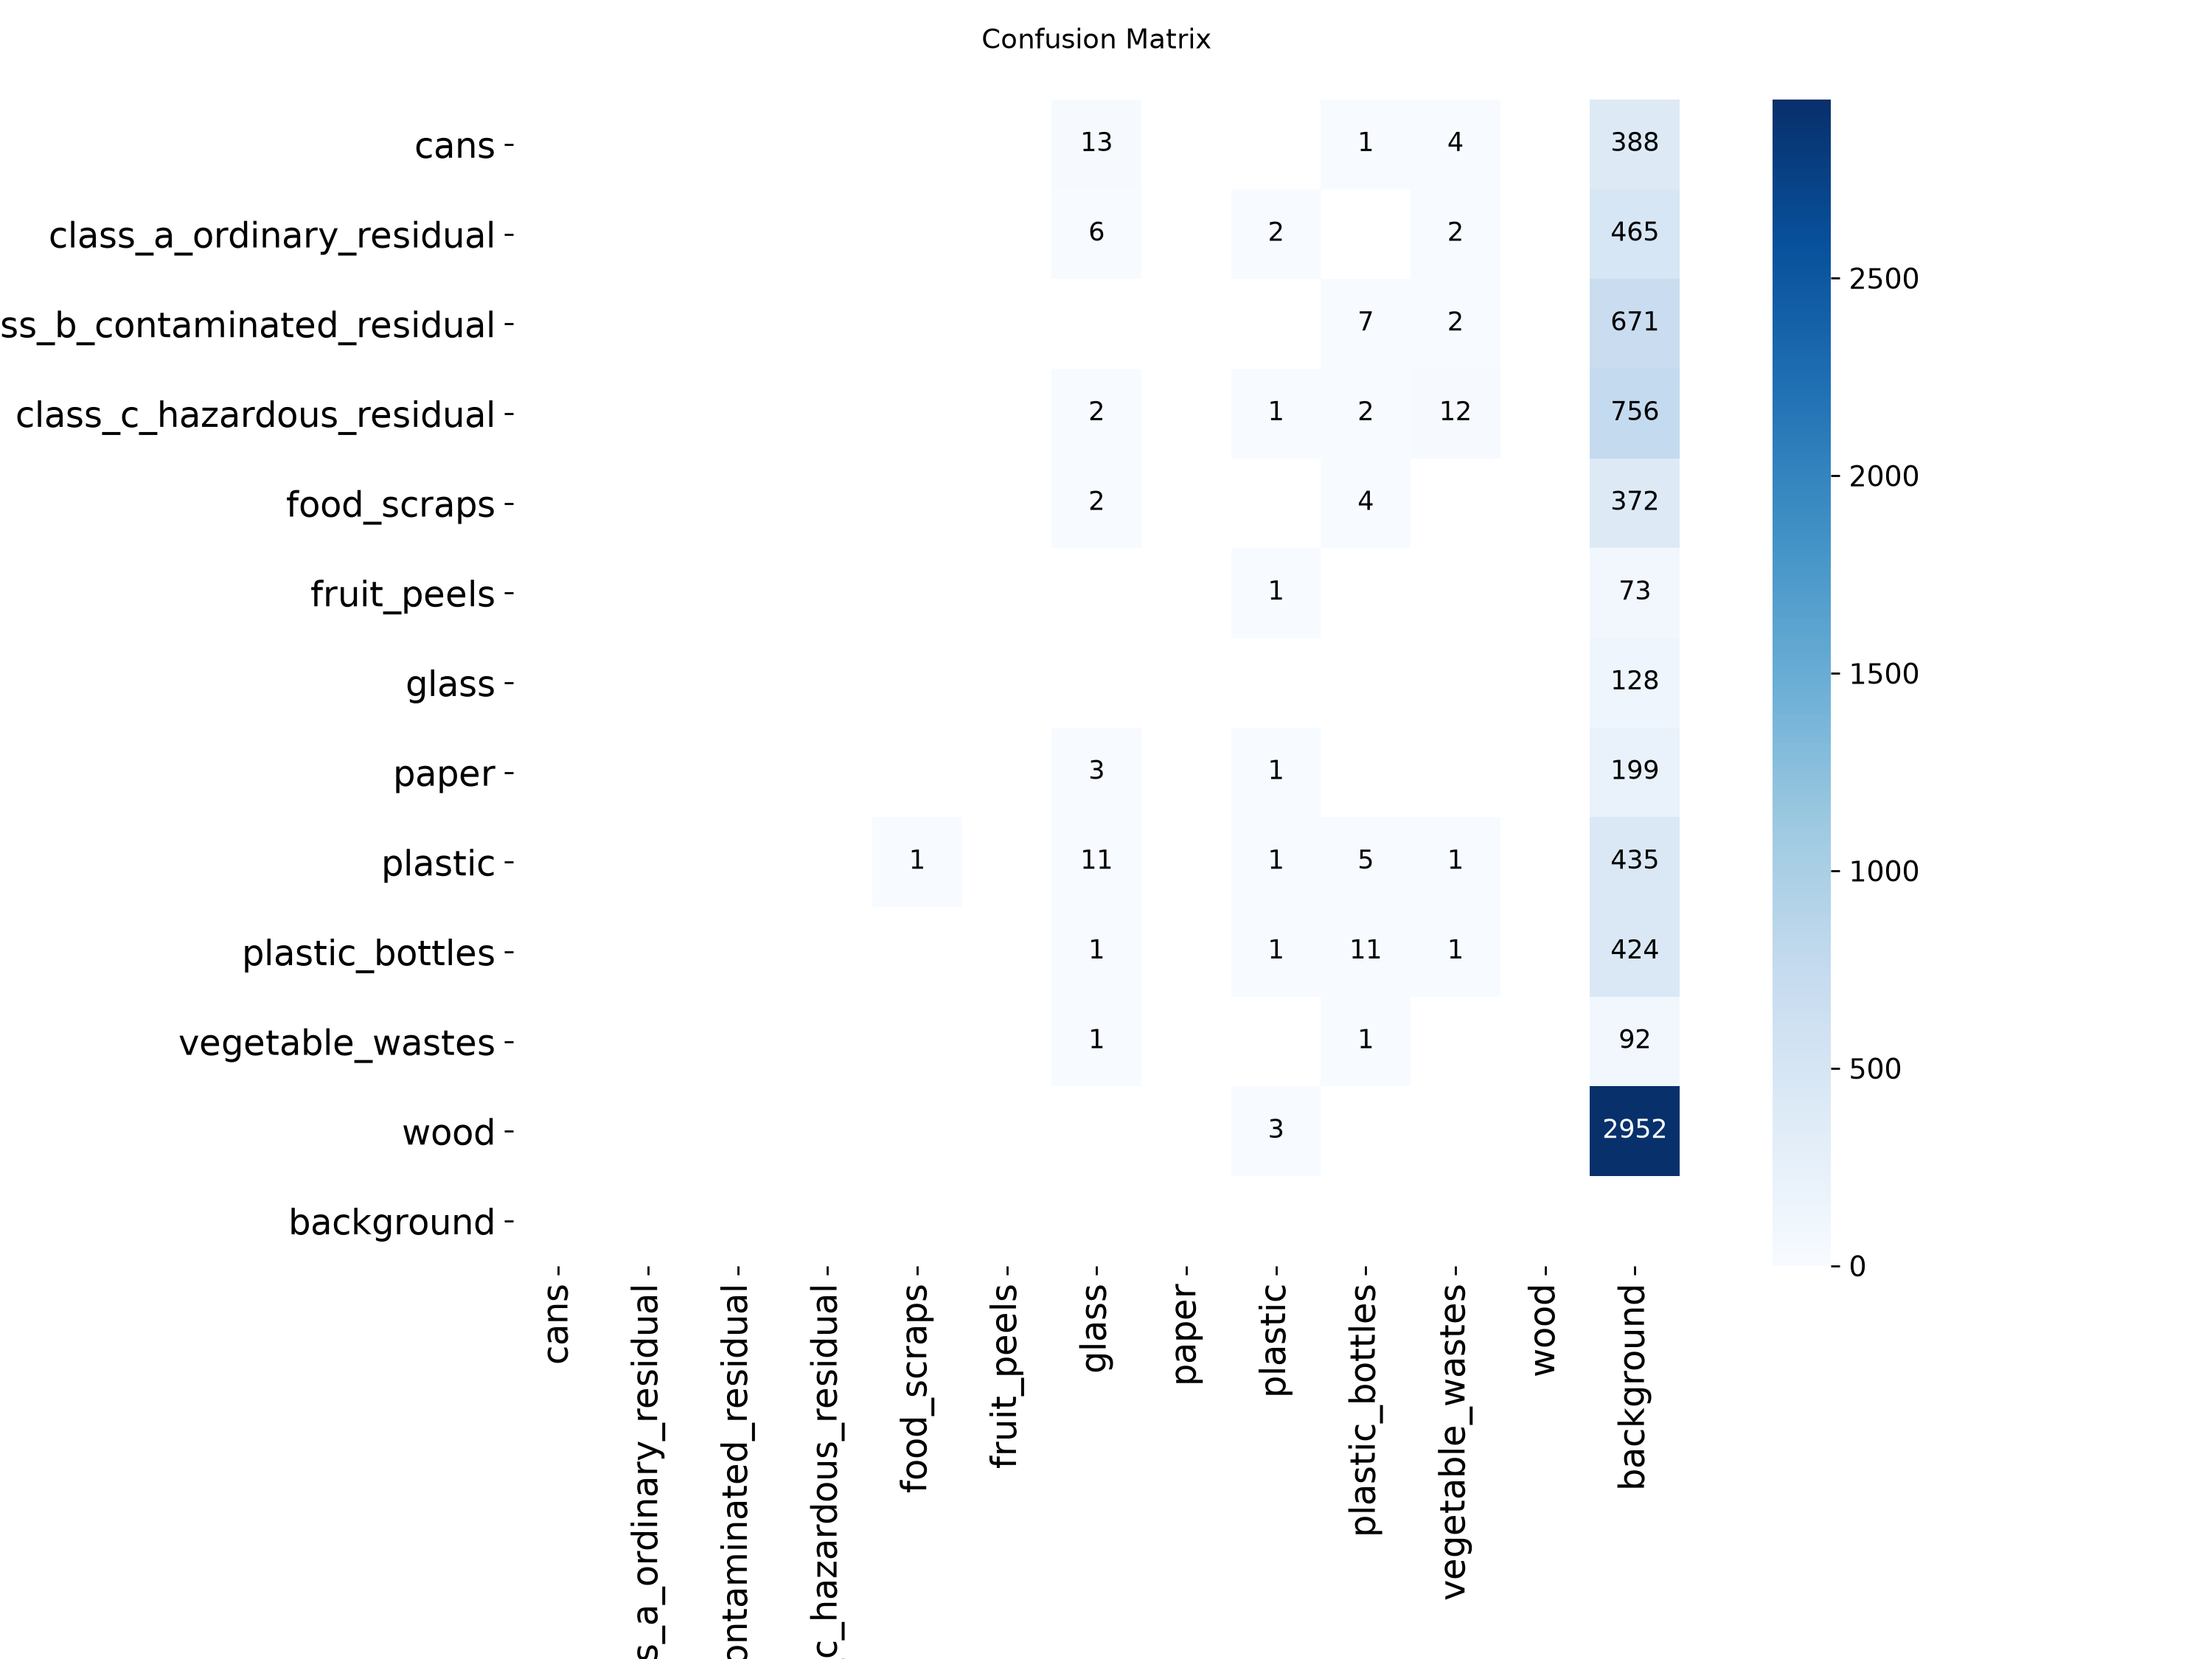 Confusion Matrix
cans 13 1 4 388
class_a_ordinary_residual 6 2 2 465
ss_b_contaminated_residual 7 2 671
class_c_hazardous_residual 2 1 2 12 756
food_scraps 2 4 372
fruit_peels 1 73
glass 128
paper 3 1 199
plastic 1 11 1 5 1 435
plastic_bottles 1 1 11 1 424
vegetable_wastes 1 1 92
wood 3 2952
background
2500
2000
1500
1000
500
0
cans
s_a_ordinary_residual
ontaminated_residual
c_hazardous_residual
food_scraps
fruit_peels
glass
paper
plastic
plastic_bottles
vegetable_wastes
wood
background